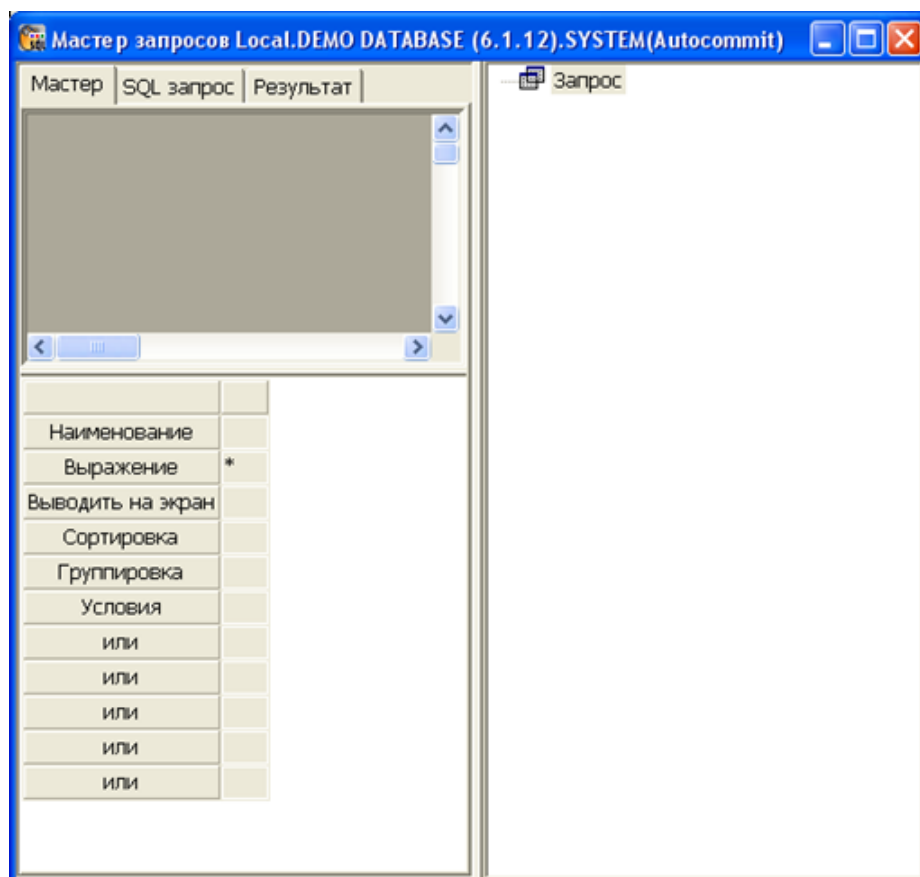 Мастер запросов Local.DEMO DATABASE (6.1.12).SYSTEM(Autocommit)
Мастер SQL запрос Результат
Запрос
Наименование
Выражение *
Выводить на экран
Сортировка
Группировка
Условия
или
или
или
или
или